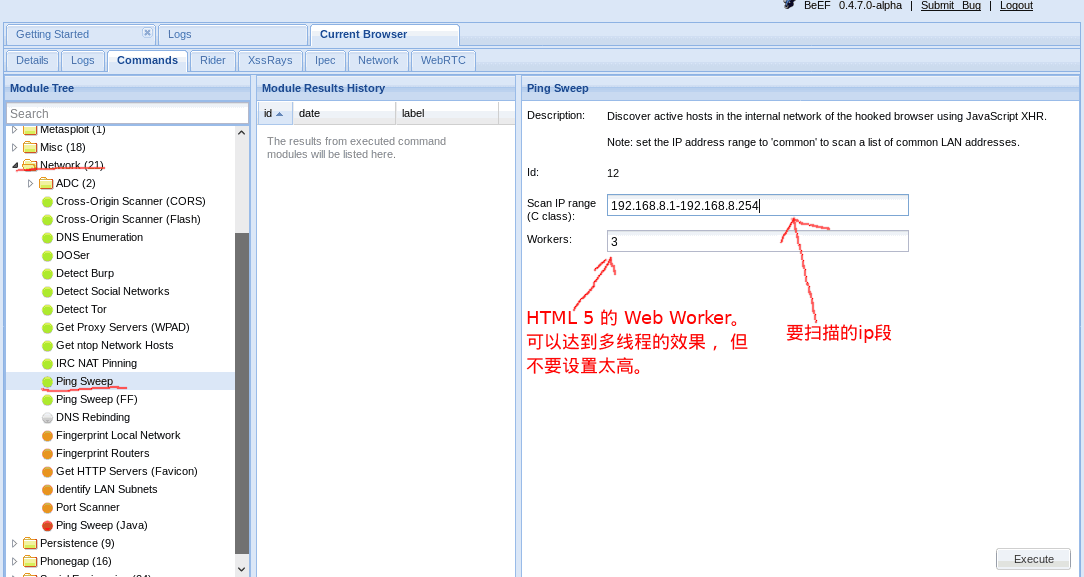 BeEF 0.4.7.0-alpha | Submit Bug | Logout
Getting Started
Logs
Current Browser
Details
Logs
Commands
Rider
XssRays
Ipec
Network
WebRTC
Module Tree
Search
Metasploit (1)
Misc (18)
Network (21)
ADC (2)
Cross-Origin Scanner (CORS)
Cross-Origin Scanner (Flash)
DNS Enumeration
DOSer
Detect Burp
Detect Social Networks
Detect Tor
Get Proxy Servers (WPAD)
Get ntop Network Hosts
IRC NAT Pinning
Ping Sweep
Ping Sweep (FF)
DNS Rebinding
Fingerprint Local Network
Fingerprint Routers
Get HTTP Servers (Favicon)
Identify LAN Subnets
Port Scanner
Ping Sweep (Java)
Persistence (9)
Phonegap (16)
Module Results History
id
date
label
The results from executed command
modules will be listed here.
Ping Sweep
Description: Discover active hosts in the internal network of the hooked browser using JavaScript XHR.
Note: set the IP address range to 'common' to scan a list of common LAN addresses.
Id: 12
Scan IP range
(C class):
192.168.8.1-192.168.8.254
Workers: 3
HTML 5 的 Web Worker。
可以达到多线程的效果，但
不要设置太高。
要扫描的ip段
Execute